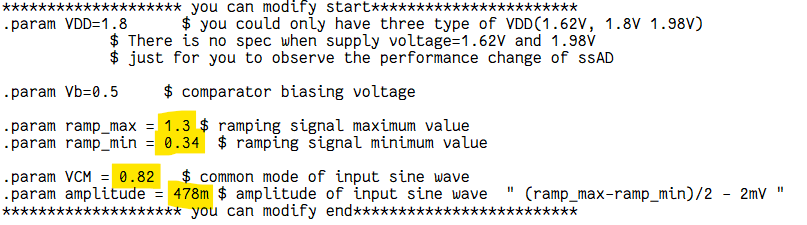 ******************** you can modify start***********************
.param VDD=1.8 $ you could only have three type of VDD(1.62V, 1.8V 1.98V)
$ There is no spec when supply voltage=1.62V and 1.98V
$ just for you to observe the performance change of ssAD
.param Vb=0.5 $ comparator biasing voltage
.param ramp_max = 1.3 $ ramping signal maximum value
.param ramp_min = 0.34 $ ramping signal minimum value
.param VCM = 0.82 $ common mode of input sine wave
.param amplitude = 478m $ amplitude of input sine wave " (ramp_max-ramp_min)/2 - 2mV "
******************** you can modify end*************************